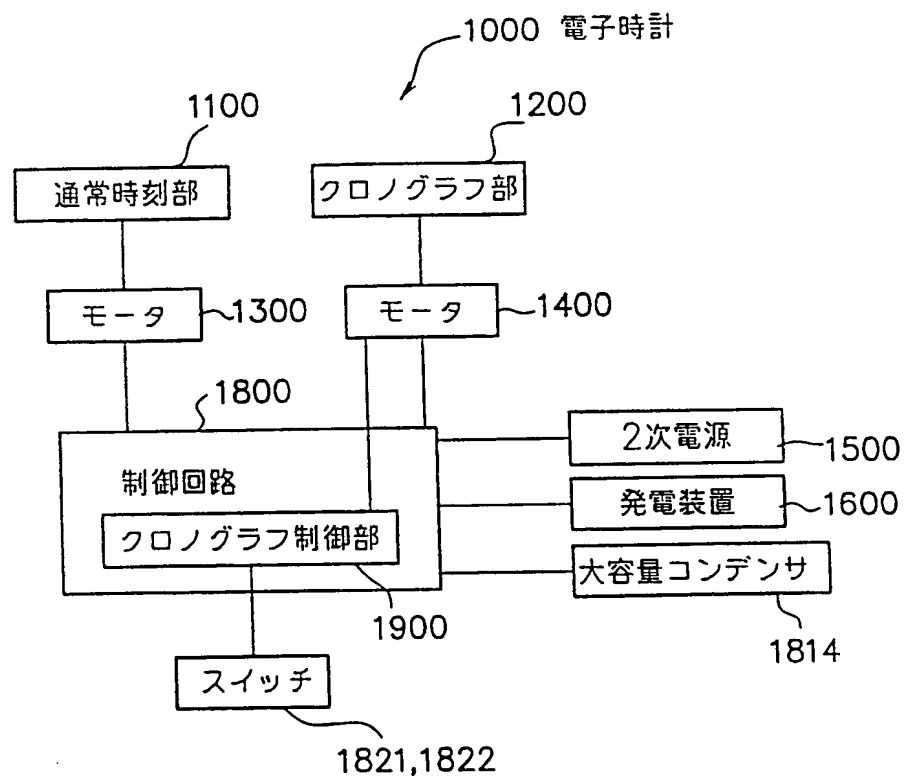 1000 電子時計
1100
1200
通常時刻部
クロノグラフ部
モータ
1300
モータ
1400
1800
2次電源
1500
制御回路
発電装置
1600
クロノグラフ制御部
大容量コンデンサ
1900
1814
スイッチ
1821,1822